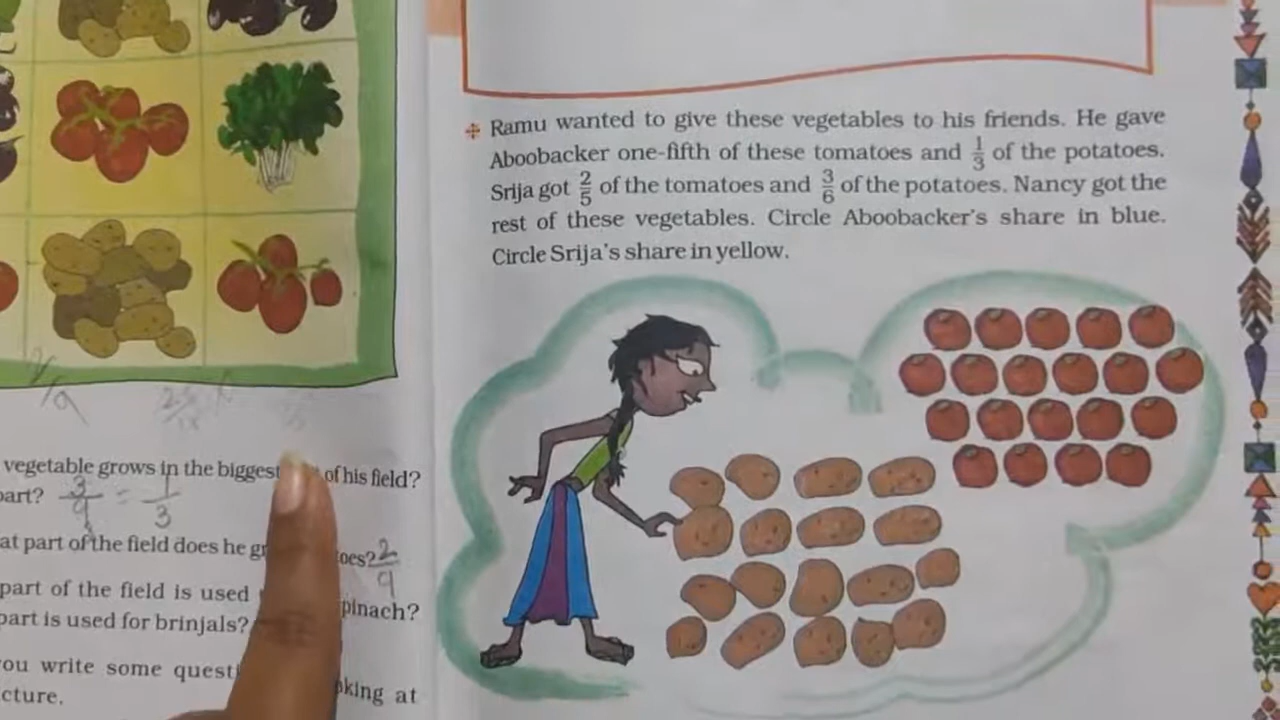 vegetable grows in the biggest of his field?
part? 3/9 = 1/3
at part of the field does he gr oes? 2/9
part of the field is used pinach?
part is used for brinjals?
ou write some questi oking at
cture.
Ramu wanted to give these vegetables to his friends. He gave
Aboobacker one-fifth of these tomatoes and 1/3 of the potatoes.
Srija got 2/5 of the tomatoes and 3/6 of the potatoes. Nancy got the
rest of these vegetables. Circle Aboobacker's share in blue.
Circle Srija's share in yellow.